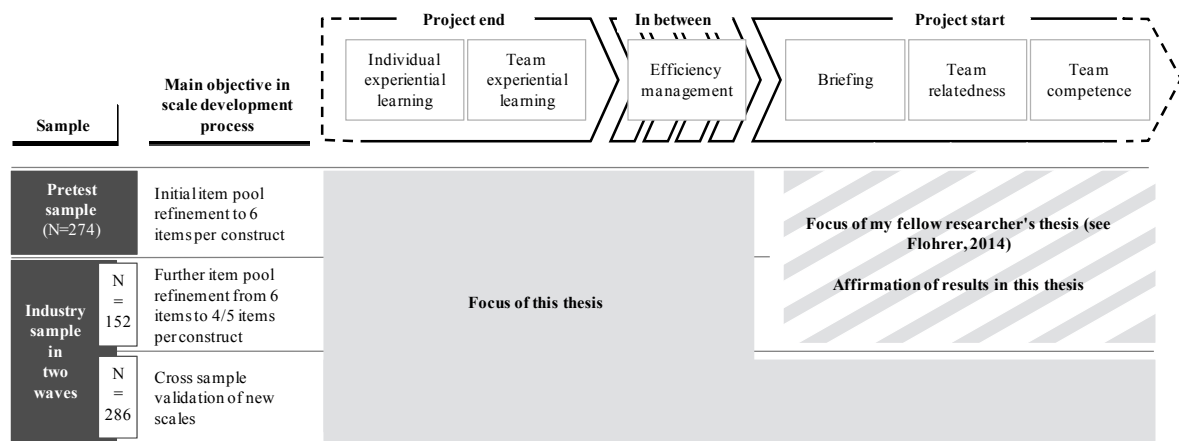 Project end
In between
Project start
Individual
experiential
learning
Team
experiential
learning
Efficiency
management
Briefing
Team
relatedness
Team
competence
Sample
Main objective in
scale development
process
Pretest
sample
(N=274)
Initial item pool
refinement to 6
items per construct
Focus of my fellow researcher's thesis (see
Flohrer, 2014)
Affirmation of results in this thesis
Industry
sample
in
two
waves
N
=
152
Further item pool
refinement from 6
items to 4/5 items
per construct
Focus of this thesis
N
=
286
Cross sample
validation of new
scales